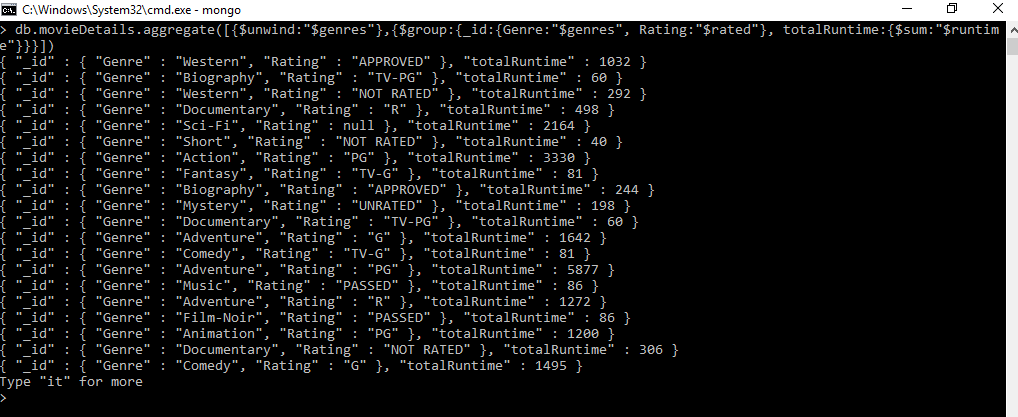 C:\Windows\System32\cmd.exe - mongo
> db.movieDetails.aggregate([{$unwind:"$genres"},{$group:{_id:{Genre:"$genres", Rating:"$rated"}, totalRuntime:{$sum:"$runtim
e"}}}])
{ "_id" : { "Genre" : "Western", "Rating" : "APPROVED" }, "totalRuntime" : 1032 }
{ "_id" : { "Genre" : "Biography", "Rating" : "TV-PG" }, "totalRuntime" : 60 }
{ "_id" : { "Genre" : "Western", "Rating" : "NOT RATED" }, "totalRuntime" : 292 }
{ "_id" : { "Genre" : "Documentary", "Rating" : "R" }, "totalRuntime" : 498 }
{ "_id" : { "Genre" : "Sci-Fi", "Rating" : null }, "totalRuntime" : 2164 }
{ "_id" : { "Genre" : "Short", "Rating" : "NOT RATED" }, "totalRuntime" : 40 }
{ "_id" : { "Genre" : "Action", "Rating" : "PG" }, "totalRuntime" : 3330 }
{ "_id" : { "Genre" : "Fantasy", "Rating" : "TV-G" }, "totalRuntime" : 81 }
{ "_id" : { "Genre" : "Biography", "Rating" : "APPROVED" }, "totalRuntime" : 244 }
{ "_id" : { "Genre" : "Mystery", "Rating" : "UNRATED" }, "totalRuntime" : 198 }
{ "_id" : { "Genre" : "Documentary", "Rating" : "TV-PG" }, "totalRuntime" : 60 }
{ "_id" : { "Genre" : "Adventure", "Rating" : "G" }, "totalRuntime" : 1642 }
{ "_id" : { "Genre" : "Comedy", "Rating" : "TV-G" }, "totalRuntime" : 81 }
{ "_id" : { "Genre" : "Adventure", "Rating" : "PG" }, "totalRuntime" : 5877 }
{ "_id" : { "Genre" : "Music", "Rating" : "PASSED" }, "totalRuntime" : 86 }
{ "_id" : { "Genre" : "Adventure", "Rating" : "R" }, "totalRuntime" : 1272 }
{ "_id" : { "Genre" : "Film-Noir", "Rating" : "PASSED" }, "totalRuntime" : 86 }
{ "_id" : { "Genre" : "Animation", "Rating" : "PG" }, "totalRuntime" : 1200 }
{ "_id" : { "Genre" : "Documentary", "Rating" : "NOT RATED" }, "totalRuntime" : 306 }
{ "_id" : { "Genre" : "Comedy", "Rating" : "G" }, "totalRuntime" : 1495 }
Type "it" for more
>